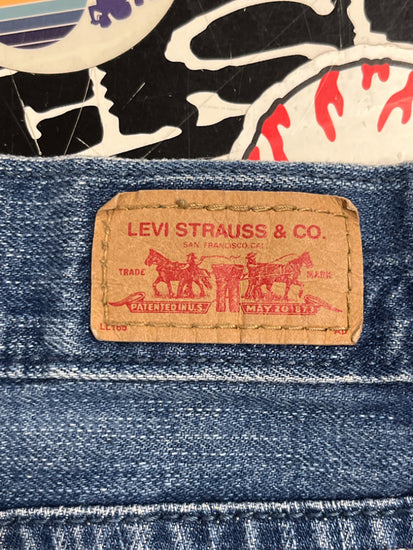 LEVI STRAUSS & CO.
SAN FRANCISCO, CAL.
TRADE MARK
PATENTED IN U.S. MAY 20 1873